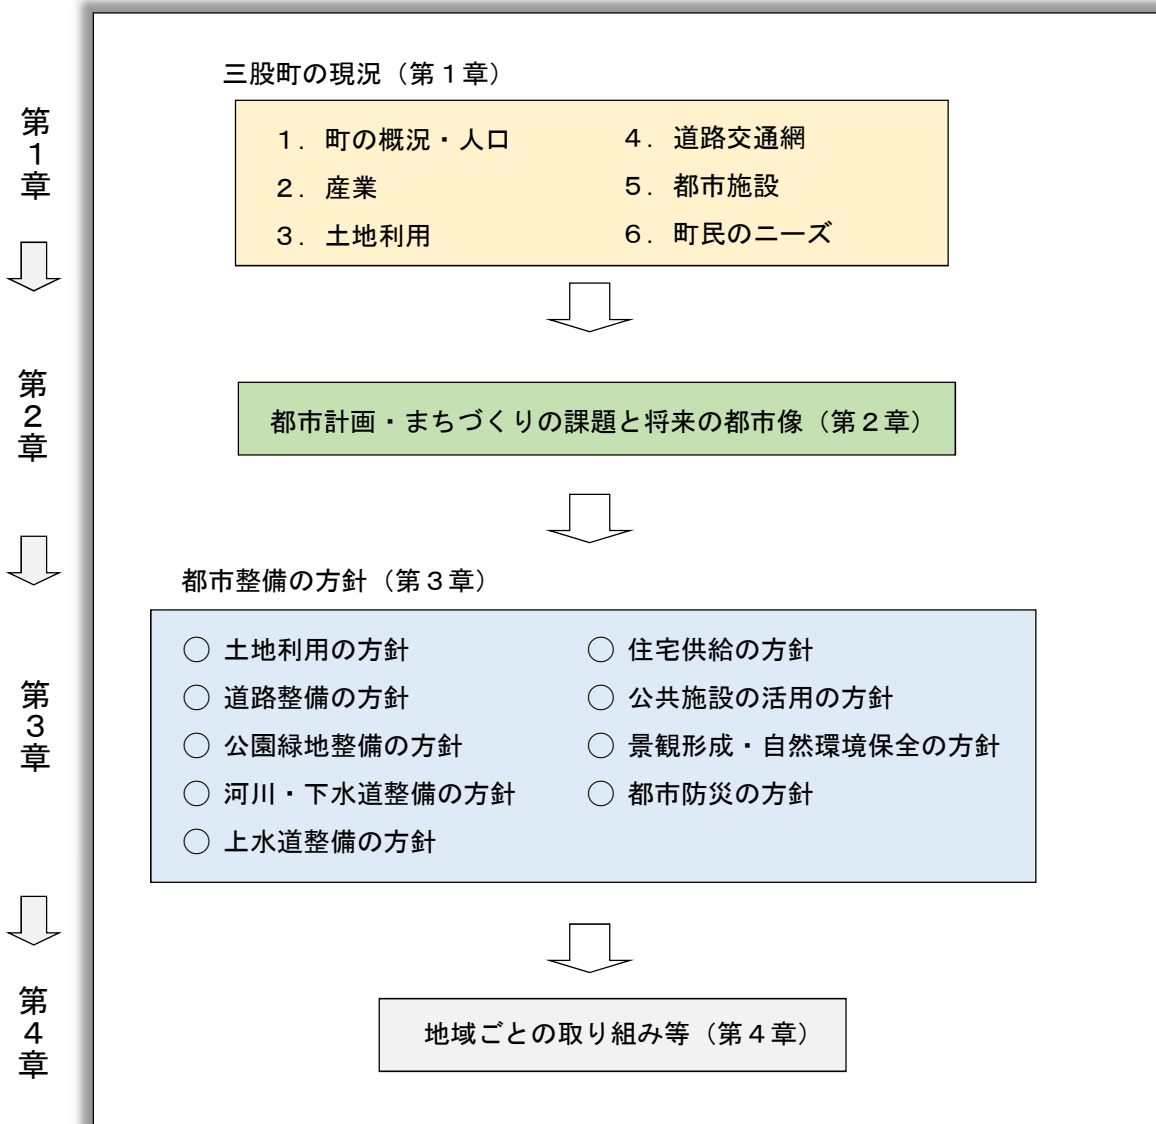 第1章
三股町の現況（第１章）
１．町の概況・人口
２．産業
３．土地利用
４．道路交通網
５．都市施設
６．町民のニーズ
第2章
都市計画・まちづくりの課題と将来の都市像（第２章）
第3章
都市整備の方針（第３章）
○ 土地利用の方針
○ 道路整備の方針
○ 公園緑地整備の方針
○ 河川・下水道整備の方針
○ 上水道整備の方針
○ 住宅供給の方針
○ 公共施設の活用の方針
○ 景観形成・自然環境保全の方針
○ 都市防災の方針
第4章
地域ごとの取り組み等（第４章）